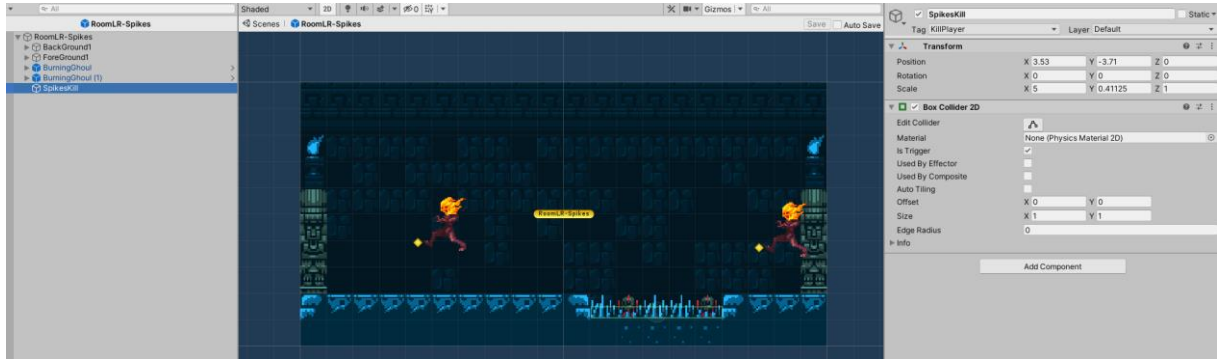 All
RoomLR-Spikes
RoomLR-Spikes
BackGround1
ForeGround1
BurningGhoul
BurningGhoul (1)
SpikesKill
Shaded 2D 0 Gizmos All
Scenes RoomLR-Spikes Save Auto Save
RoomLR-Spikes
SpikesKill Static
Tag KillPlayer Layer Default
Transform
Position X 3.53 Y -3.71 Z 0
Rotation X 0 Y 0 Z 0
Scale X 5 Y 0.41125 Z 1
Box Collider 2D
Edit Collider
Material None (Physics Material 2D)
Is Trigger
Used By Effector
Used By Composite
Auto Tiling
Offset X 0 Y 0
Size X 1 Y 1
Edge Radius 0
Info
Add Component